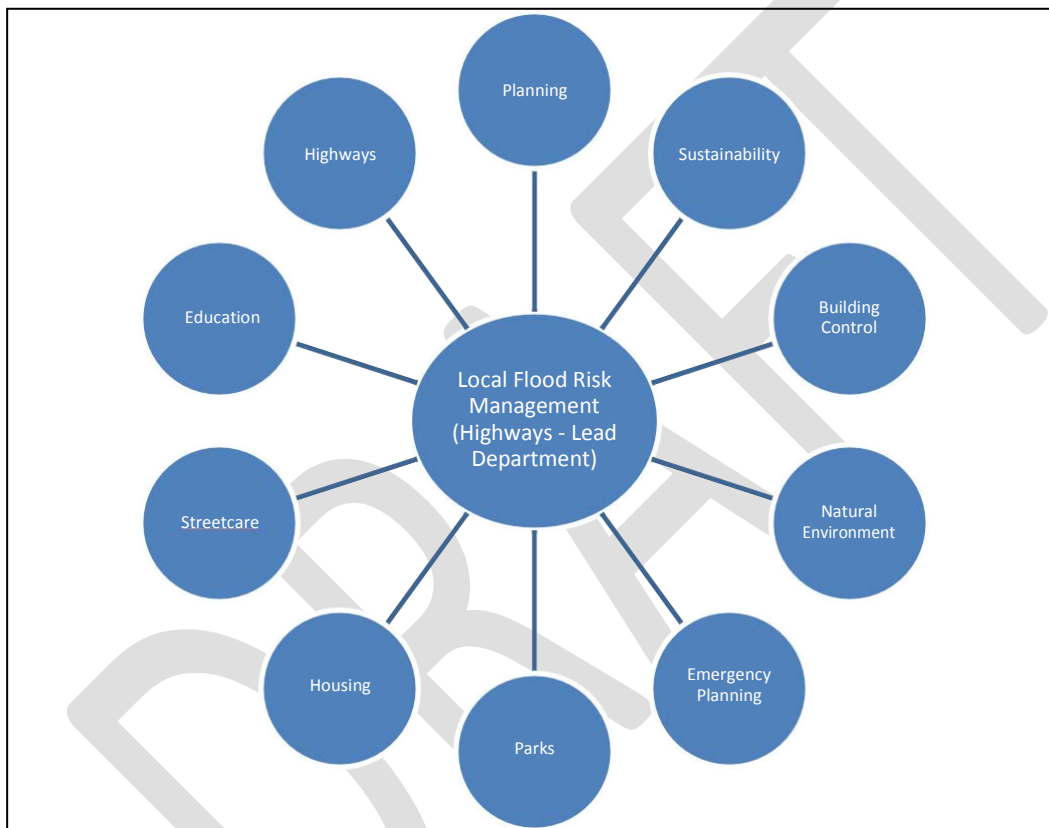 Planning
Highways
Sustainability
Education
Building
Control
Local Flood Risk
Management
(Highways - Lead
Department)
Streetcare
Natural
Environment
Housing
Emergency
Planning
Parks
DRAFT